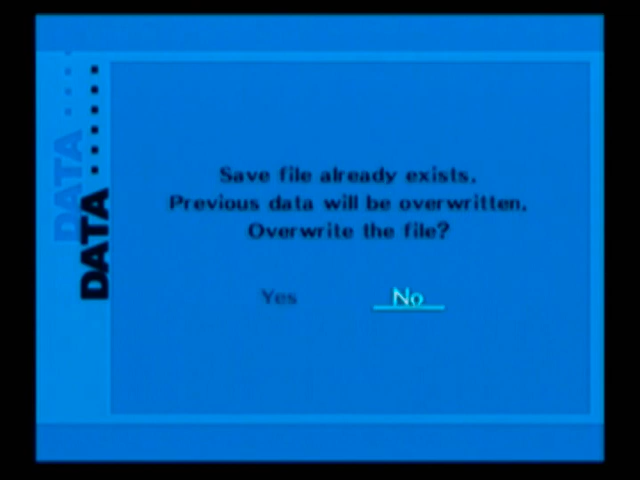 DATA
DATA
Save file already exists.
Previous data will be overwritten.
Overwrite the file?
Yes No